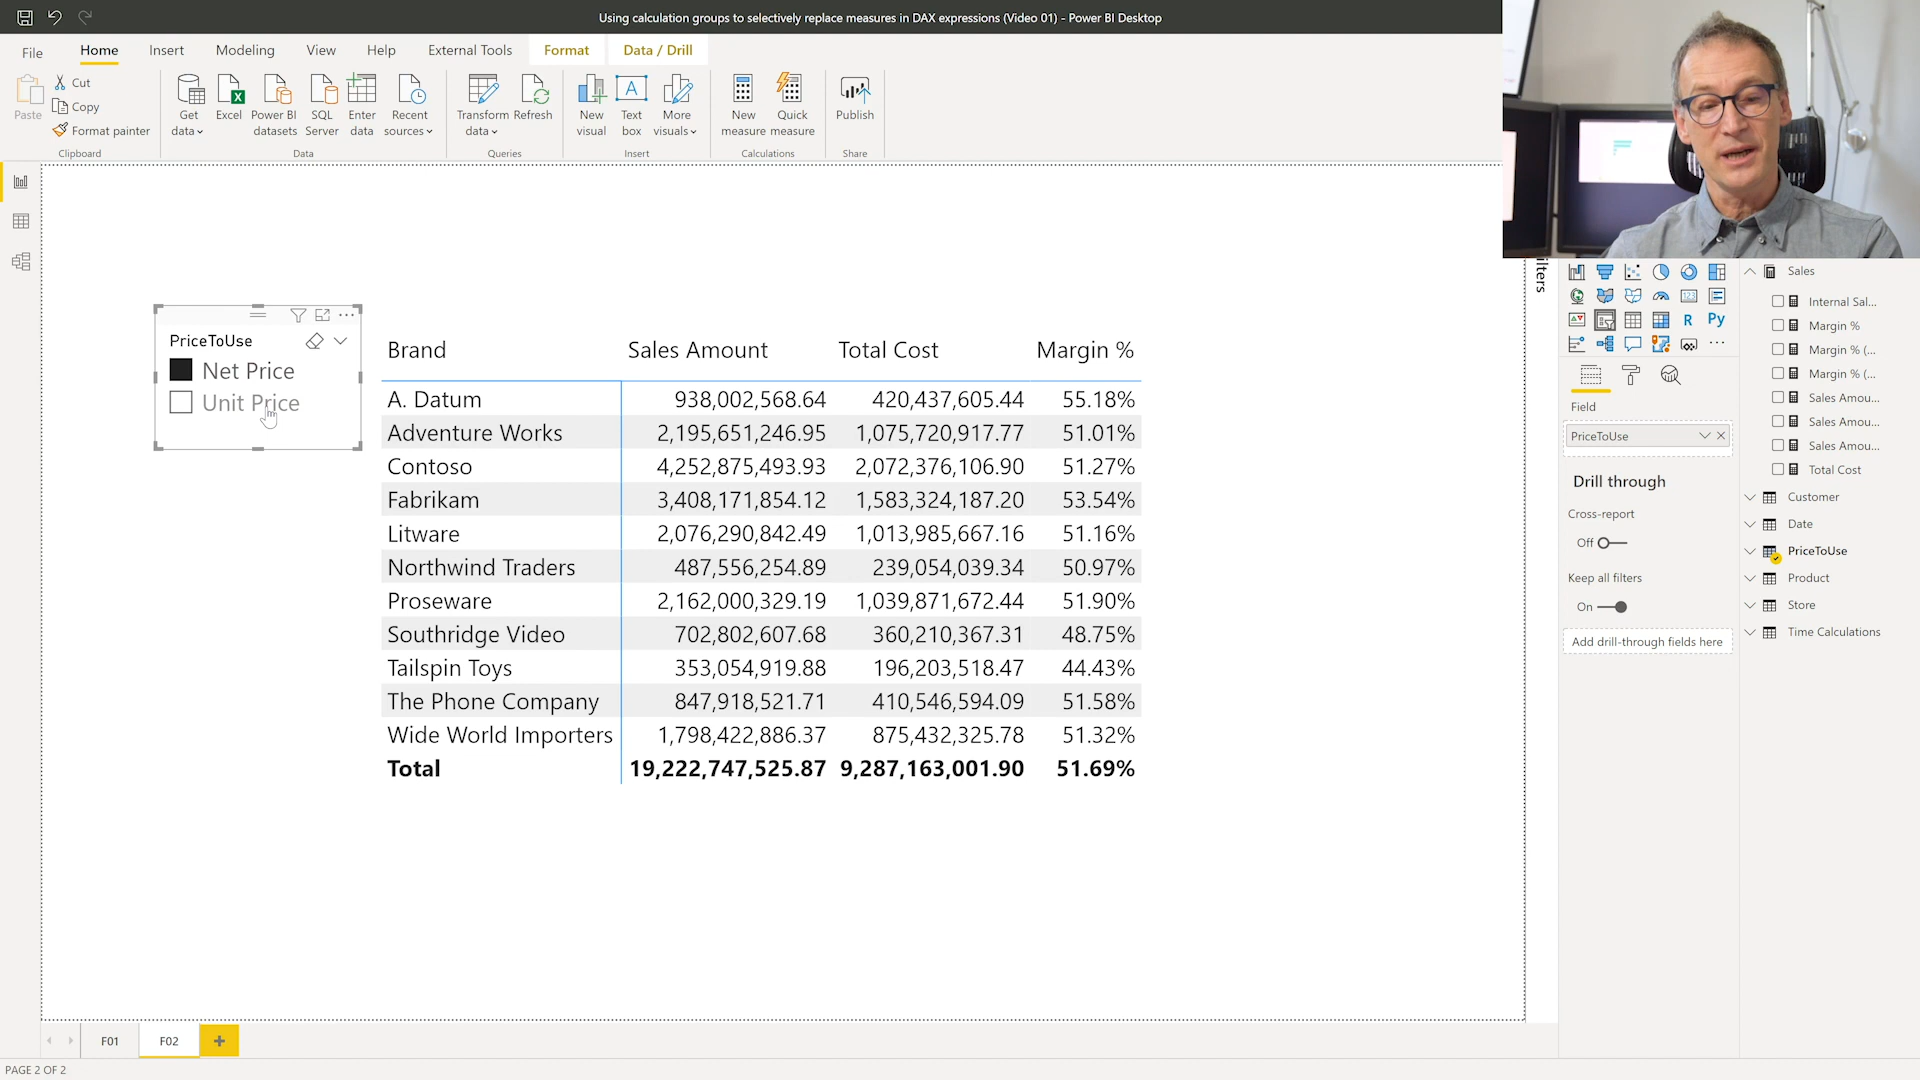 Using calculation groups to selectively replace measures in DAX expressions (Video 01) - Power BI Desktop
File Home Insert Modeling View Help External Tools Format Data / Drill
Paste
Cut
Copy
Format painter
Clipboard
Get data
Excel
Power BI datasets
SQL Server
Enter data
Recent sources
Data
Transform data
Refresh
Queries
New visual
Text box
More visuals
Insert
New measure
Quick measure
Calculations
Publish
Share
PriceToUse
Net Price
Unit Price
Brand Sales Amount Total Cost Margin %
A. Datum 938,002,568.64 420,437,605.44 55.18%
Adventure Works 2,195,651,246.95 1,075,720,917.77 51.01%
Contoso 4,252,875,493.93 2,072,376,106.90 51.27%
Fabrikam 3,408,171,854.12 1,583,324,187.20 53.54%
Litware 2,076,290,842.49 1,013,985,667.16 51.16%
Northwind Traders 487,556,254.89 239,054,039.34 50.97%
Proseware 2,162,000,329.19 1,039,871,672.44 51.90%
Southridge Video 702,802,607.68 360,210,367.31 48.75%
Tailspin Toys 353,054,919.88 196,203,518.47 44.43%
The Phone Company 847,918,521.71 410,546,594.09 51.58%
Wide World Importers 1,798,422,886.37 875,432,325.78 51.32%
Total 19,222,747,525.87 9,287,163,001.90 51.69%
R Py
123
Field
PriceToUse
Drill through
Cross-report
Off
Keep all filters
On
Add drill-through fields here
Sales
Internal Sal...
Margin %
Margin % (...
Margin % (...
Sales Amou...
Sales Amou...
Sales Amou...
Total Cost
Customer
Date
PriceToUse
Product
Store
Time Calculations
F01 F02 +
PAGE 2 OF 2